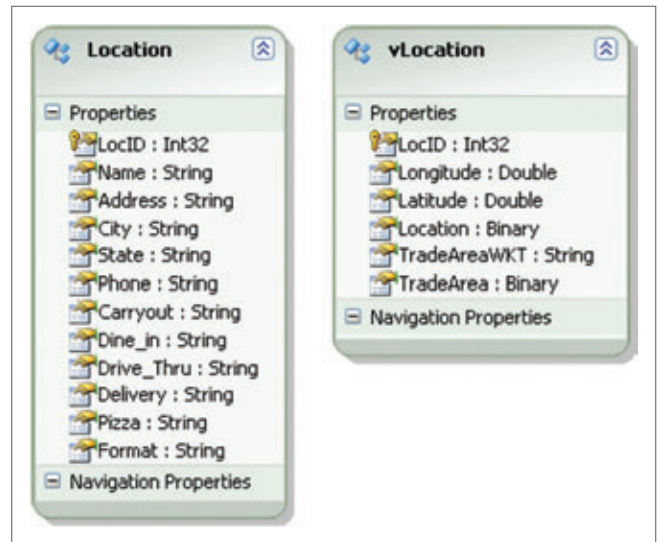 Location
Properties
LocID : Int32
Name : String
Address : String
City : String
State : String
Phone : String
Carryout : String
Dine_in : String
Drive_Thru : String
Delivery : String
Pizza : String
Format : String
Navigation Properties
vLocation
Properties
LocID : Int32
Longitude : Double
Latitude : Double
Location : Binary
TradeAreaWKT : String
TradeArea : Binary
Navigation Properties